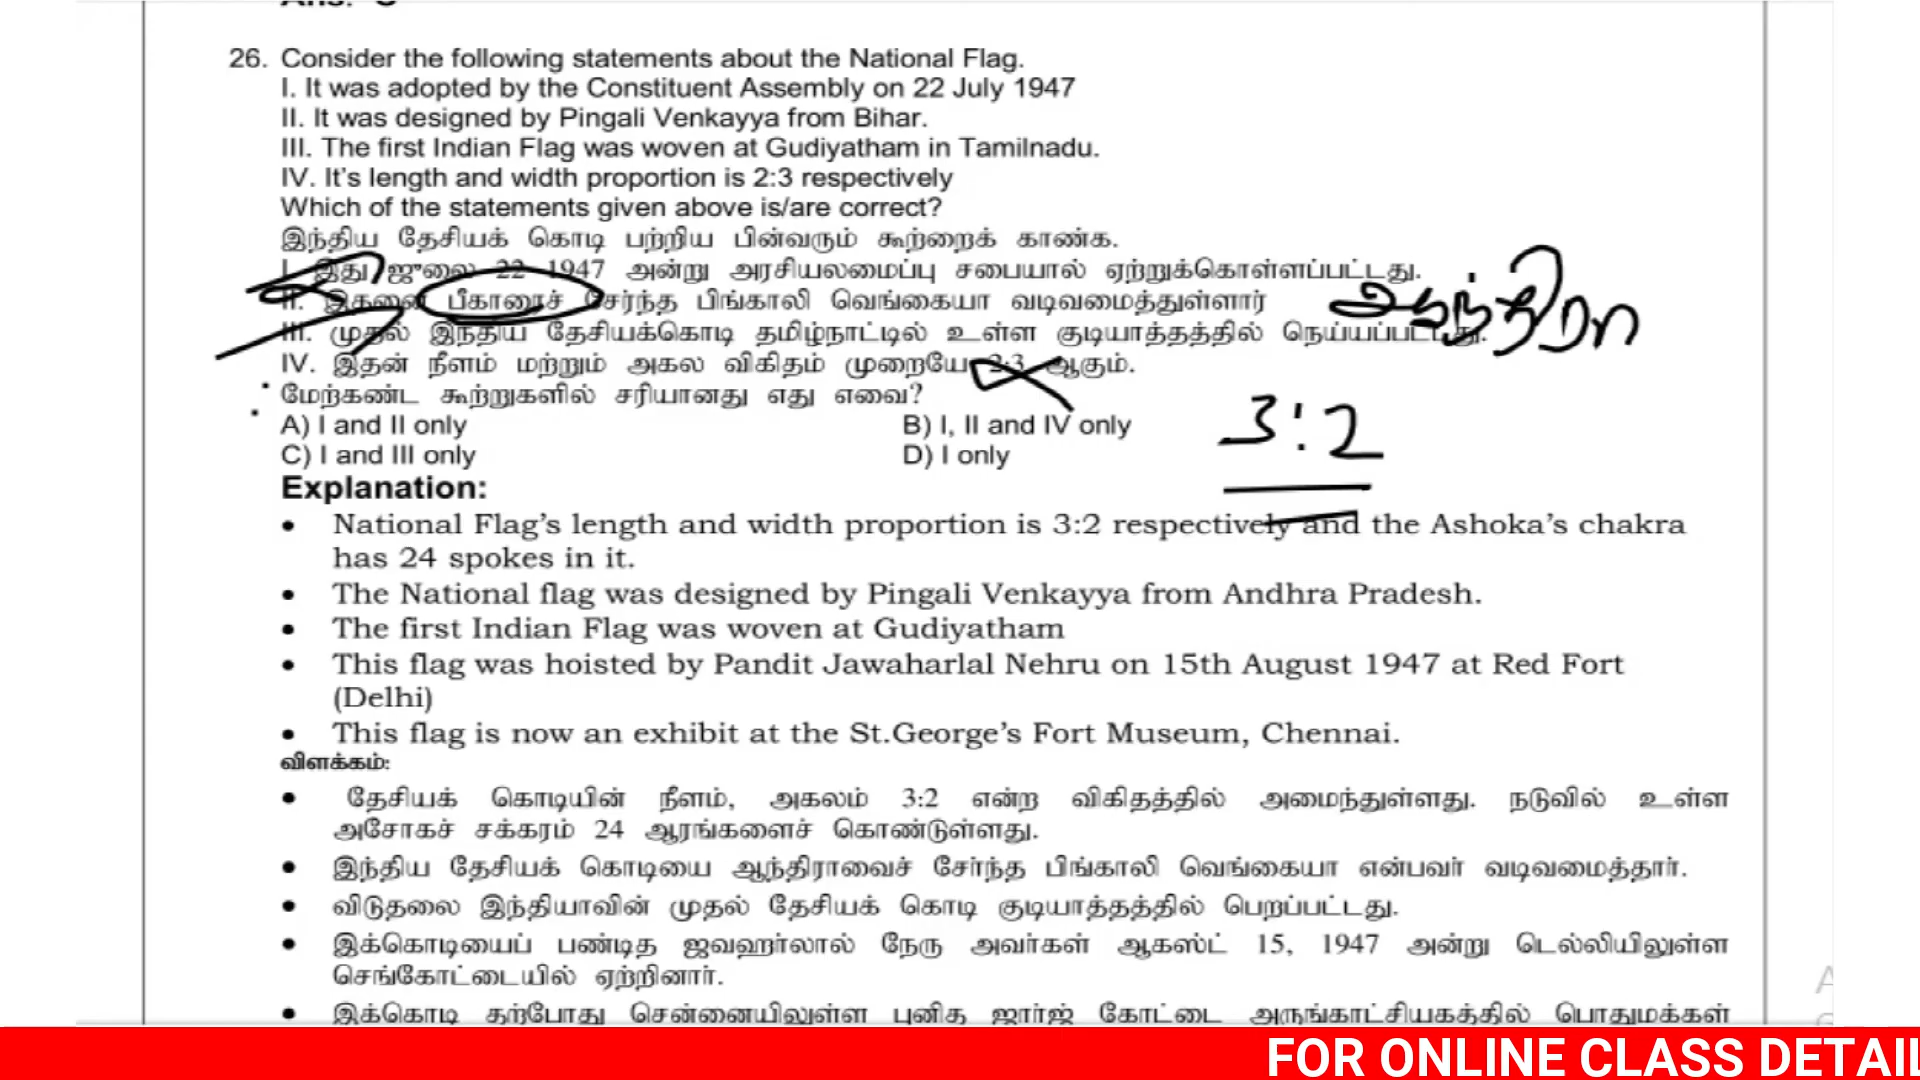 26. Consider the following statements about the National Flag.
I. It was adopted by the Constituent Assembly on 22 July 1947
II. It was designed by Pingali Venkayya from Bihar.
III. The first Indian Flag was woven at Gudiyatham in Tamilnadu.
IV. It's length and width proportion is 2:3 respectively
Which of the statements given above is/are correct?
இந்திய தேசியக் கொடி பற்றிய பின்வரும் கூற்றைக் காண்க.
I. இது ஜுலை 22 1947 அன்று அரசியலமைப்பு சபையால் ஏற்றுக்கொள்ளப்பட்டது.
II. இதனை பீகாரைச் சேர்ந்த பிங்காலி வெங்கையா வடிவமைத்துள்ளார்
III. முதல் இந்திய தேசியக்கொடி தமிழ்நாட்டில் உள்ள குடியாத்தத்தில் நெய்யப்பட்டது.
IV. இதன் நீளம் மற்றும் அகல விகிதம் முறையே 2:3 ஆகும்.
மேற்கண்ட கூற்றுகளில் சரியானது எது எவை?
A) I and II only B) I, II and IV only
3:2
C) I and III only D) I only
Explanation:
• National Flag's length and width proportion is 3:2 respectively and the Ashoka's chakra
has 24 spokes in it.
• The National flag was designed by Pingali Venkayya from Andhra Pradesh.
• The first Indian Flag was woven at Gudiyatham
• This flag was hoisted by Pandit Jawaharlal Nehru on 15th August 1947 at Red Fort
(Delhi)
• This flag is now an exhibit at the St.George's Fort Museum, Chennai.
விளக்கம்:
• தேசியக் கொடியின் நீளம், அகலம் 3:2 என்ற விகிதத்தில் அமைந்துள்ளது. நடுவில் உள்ள
அசோகச் சக்கரம் 24 ஆரங்களைச் கொண்டுள்ளது.
• இந்திய தேசியக் கொடியை ஆந்திராவைச் சேர்ந்த பிங்காலி வெங்கையா என்பவர் வடிவமைத்தார்.
• விடுதலை இந்தியாவின் முதல் தேசியக் கொடி குடியாத்தத்தில் பெறப்பட்டது.
• இக்கொடியைப் பண்டித ஜவஹர்லால் நேரு அவர்கள் ஆகஸ்ட் 15, 1947 அன்று டெல்லியிலுள்ள
செங்கோட்டையில் ஏற்றினார்.
• இக்கொடி தற்போது சென்னையிலுள்ள புனித ஜார்ஜ் கோட்டை அருங்காட்சியகத்தில் பொதுமக்கள்
FOR ONLINE CLASS DETAIL